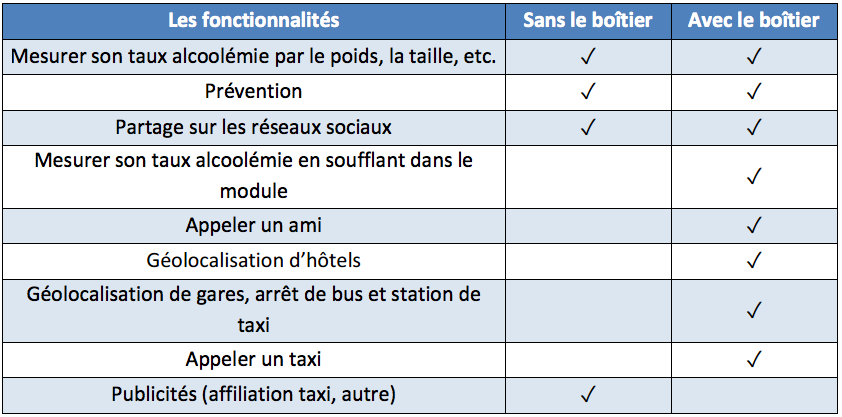 Les fonctionnalités Sans le boîtier Avec le boîtier
Mesurer son taux alcoolémie par le poids, la taille, etc. ✓ ✓
Prévention ✓ ✓
Partage sur les réseaux sociaux ✓ ✓
Mesurer son taux alcoolémie en soufflant dans le
module ✓
Appeler un ami ✓
Géolocalisation d’hôtels ✓
Géolocalisation de gares, arrêt de bus et station de
taxi ✓
Appeler un taxi ✓
Publicités (affiliation taxi, autre) ✓